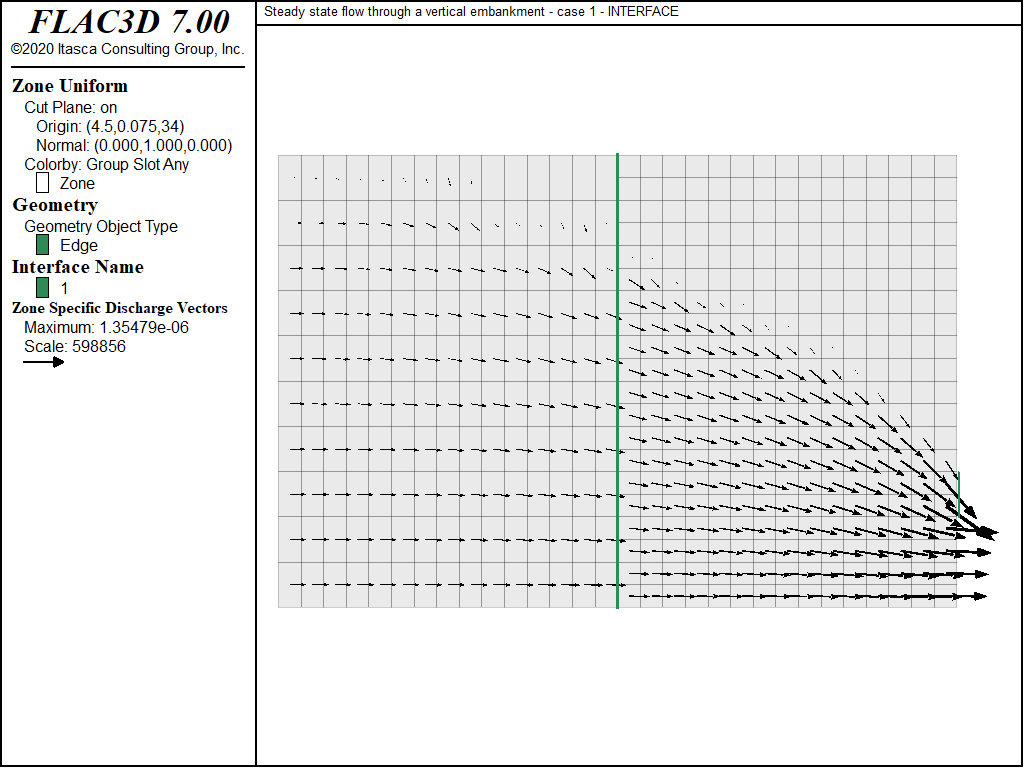 FLAC3D 7.00
©2020 Itasca Consulting Group, Inc.
Zone Uniform
Cut Plane: on
Origin: (4.5,0.075,34)
Normal: (0.000,1.000,0.000)
Colorby: Group Slot Any
Zone
Geometry
Geometry Object Type
Edge
Interface Name
1
Zone Specific Discharge Vectors
Maximum: 1.35479e-06
Scale: 598856
Steady state flow through a vertical embankment - case 1 - INTERFACE